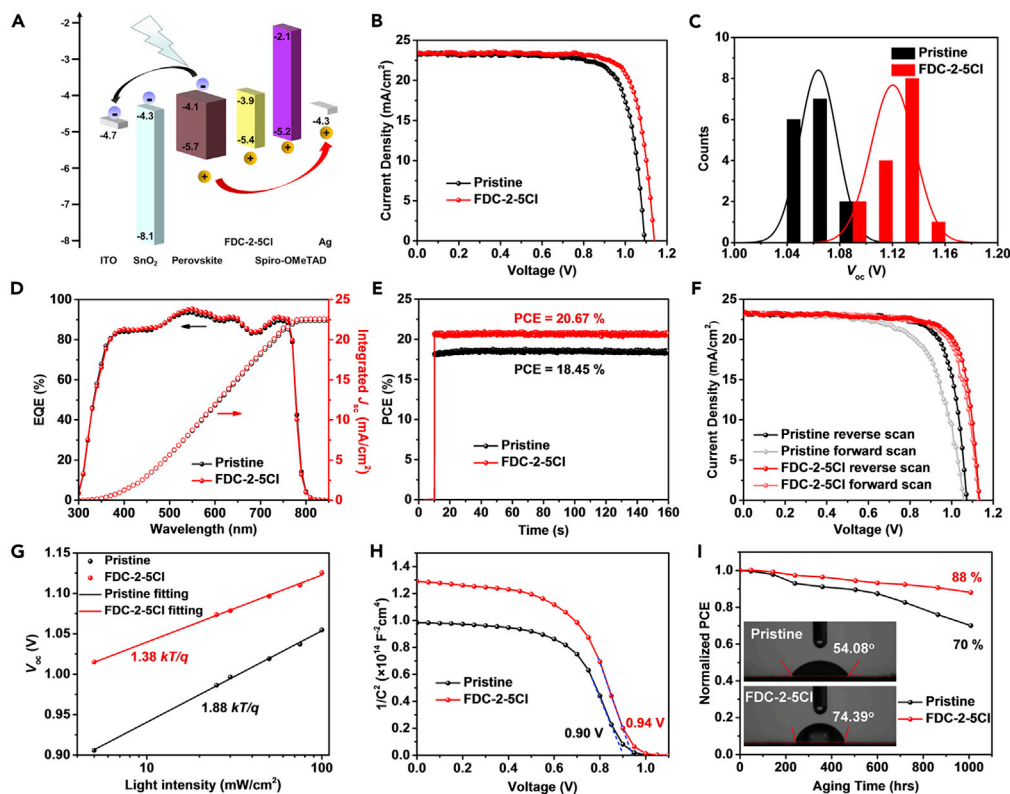 A
-2
-3
-4
-5
-6
-7
-8
-4.7
-4.3
-8.1
-4.1
-5.7
-3.9
-5.4
-2.1
-5.2
-4.3
FDC-2-5Cl Ag
ITO SnO2 Perovskite Spiro-OMeTAD
B
Current Density (mA/cm2)
25
20
15
10
5
0
Pristine
FDC-2-5Cl
0.0 0.2 0.4 0.6 0.8 1.0 1.2
Voltage (V)
C
Counts
10
8
6
4
2
0
Pristine
FDC-2-5Cl
1.00 1.04 1.08 1.12 1.16 1.20
Voc (V)
D
EQE (%)
100
80
60
40
20
0
Integrated Jsc (mA/cm2)
25
20
15
10
5
0
Pristine
FDC-2-5Cl
300 400 500 600 700 800
Wavelength (nm)
E
PCE (%)
30
25
20
15
10
5
0
PCE = 20.67 %
PCE = 18.45 %
Pristine
FDC-2-5Cl
0 20 40 60 80 100 120 140 160
Time (s)
F
Current Density (mA/cm2)
25
20
15
10
5
0
Pristine reverse scan
Pristine forward scan
FDC-2-5Cl reverse scan
FDC-2-5Cl forward scan
0.0 0.2 0.4 0.6 0.8 1.0 1.2
Voltage (V)
G
Voc (V)
1.15
1.10
1.05
1.00
0.95
0.90
Pristine
FDC-2-5Cl
Pristine fitting
FDC-2-5Cl fitting
1.38 kT/q
1.88 kT/q
10 100
Light intensity (mW/cm2)
H
1/C2 (×1014 F-2cm4)
1.4
1.2
1.0
0.8
0.6
0.4
0.2
0.0
Pristine
FDC-2-5Cl
0.90 V
0.94 V
0.0 0.2 0.4 0.6 0.8 1.0
Voltage (V)
I
Normalized PCE
1.0
0.8
0.6
0.4
0.2
0.0
88 %
70 %
Pristine
54.08o
FDC-2-5Cl
74.39o
Pristine
FDC-2-5Cl
0 200 400 600 800 1000
Aging Time (hrs)